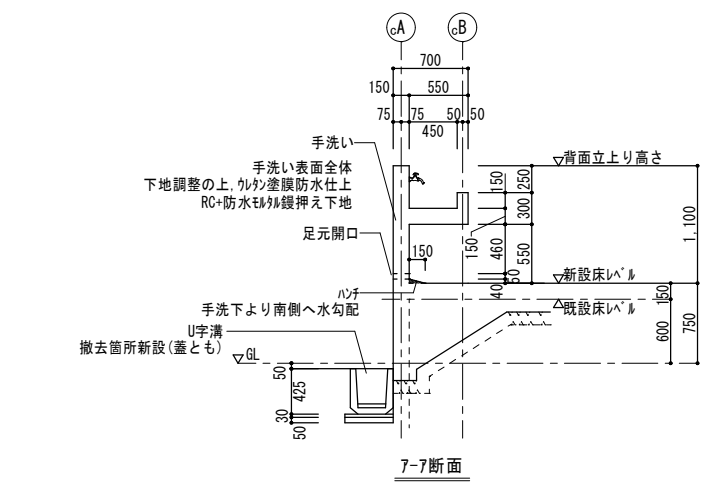 cA
cB
700
150
550
75
75
50
50
450
手洗い
手洗い表面全体
下地調整の上,ウレタン塗膜防水仕上
RC+防水モルタル鏝押え下地
足元開口
150
ハンチ
手洗下より南側へ水勾配
U字溝
撤去箇所新設(蓋とも)
▽GL
50
425
30
50
▽背面立上り高さ
150
250
300
150
460
550
60
40
1,100
▽新設床レベル
150
△既設床レベル
600
750
ア-ア断面